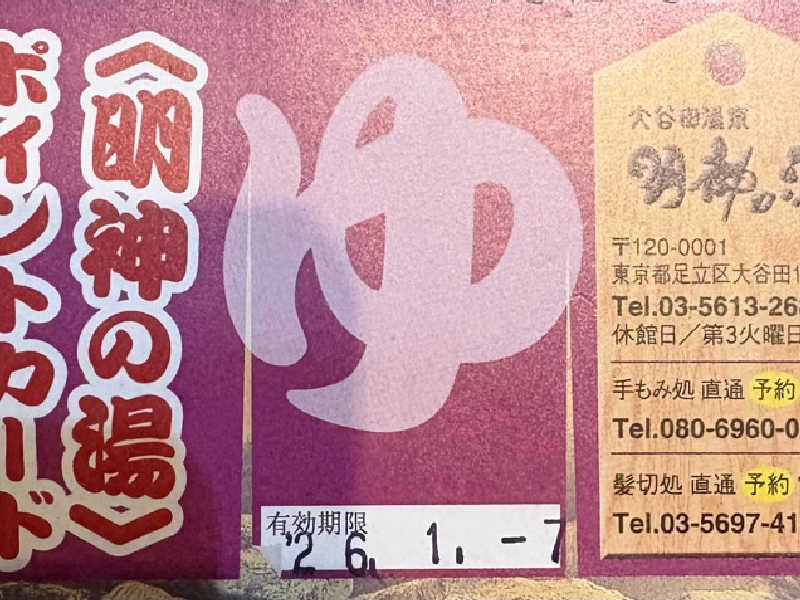 〈明神の湯〉
ポイントカード
ゆ
有効期限
'26. 1. -7
大谷田温泉
明神の湯
〒120-0001
東京都足立区大谷田1
Tel.03-5613-26
休館日／第3火曜日
手もみ処 直通 予約
Tel.080-6960-0
髪切処 直通 予約
Tel.03-5697-41